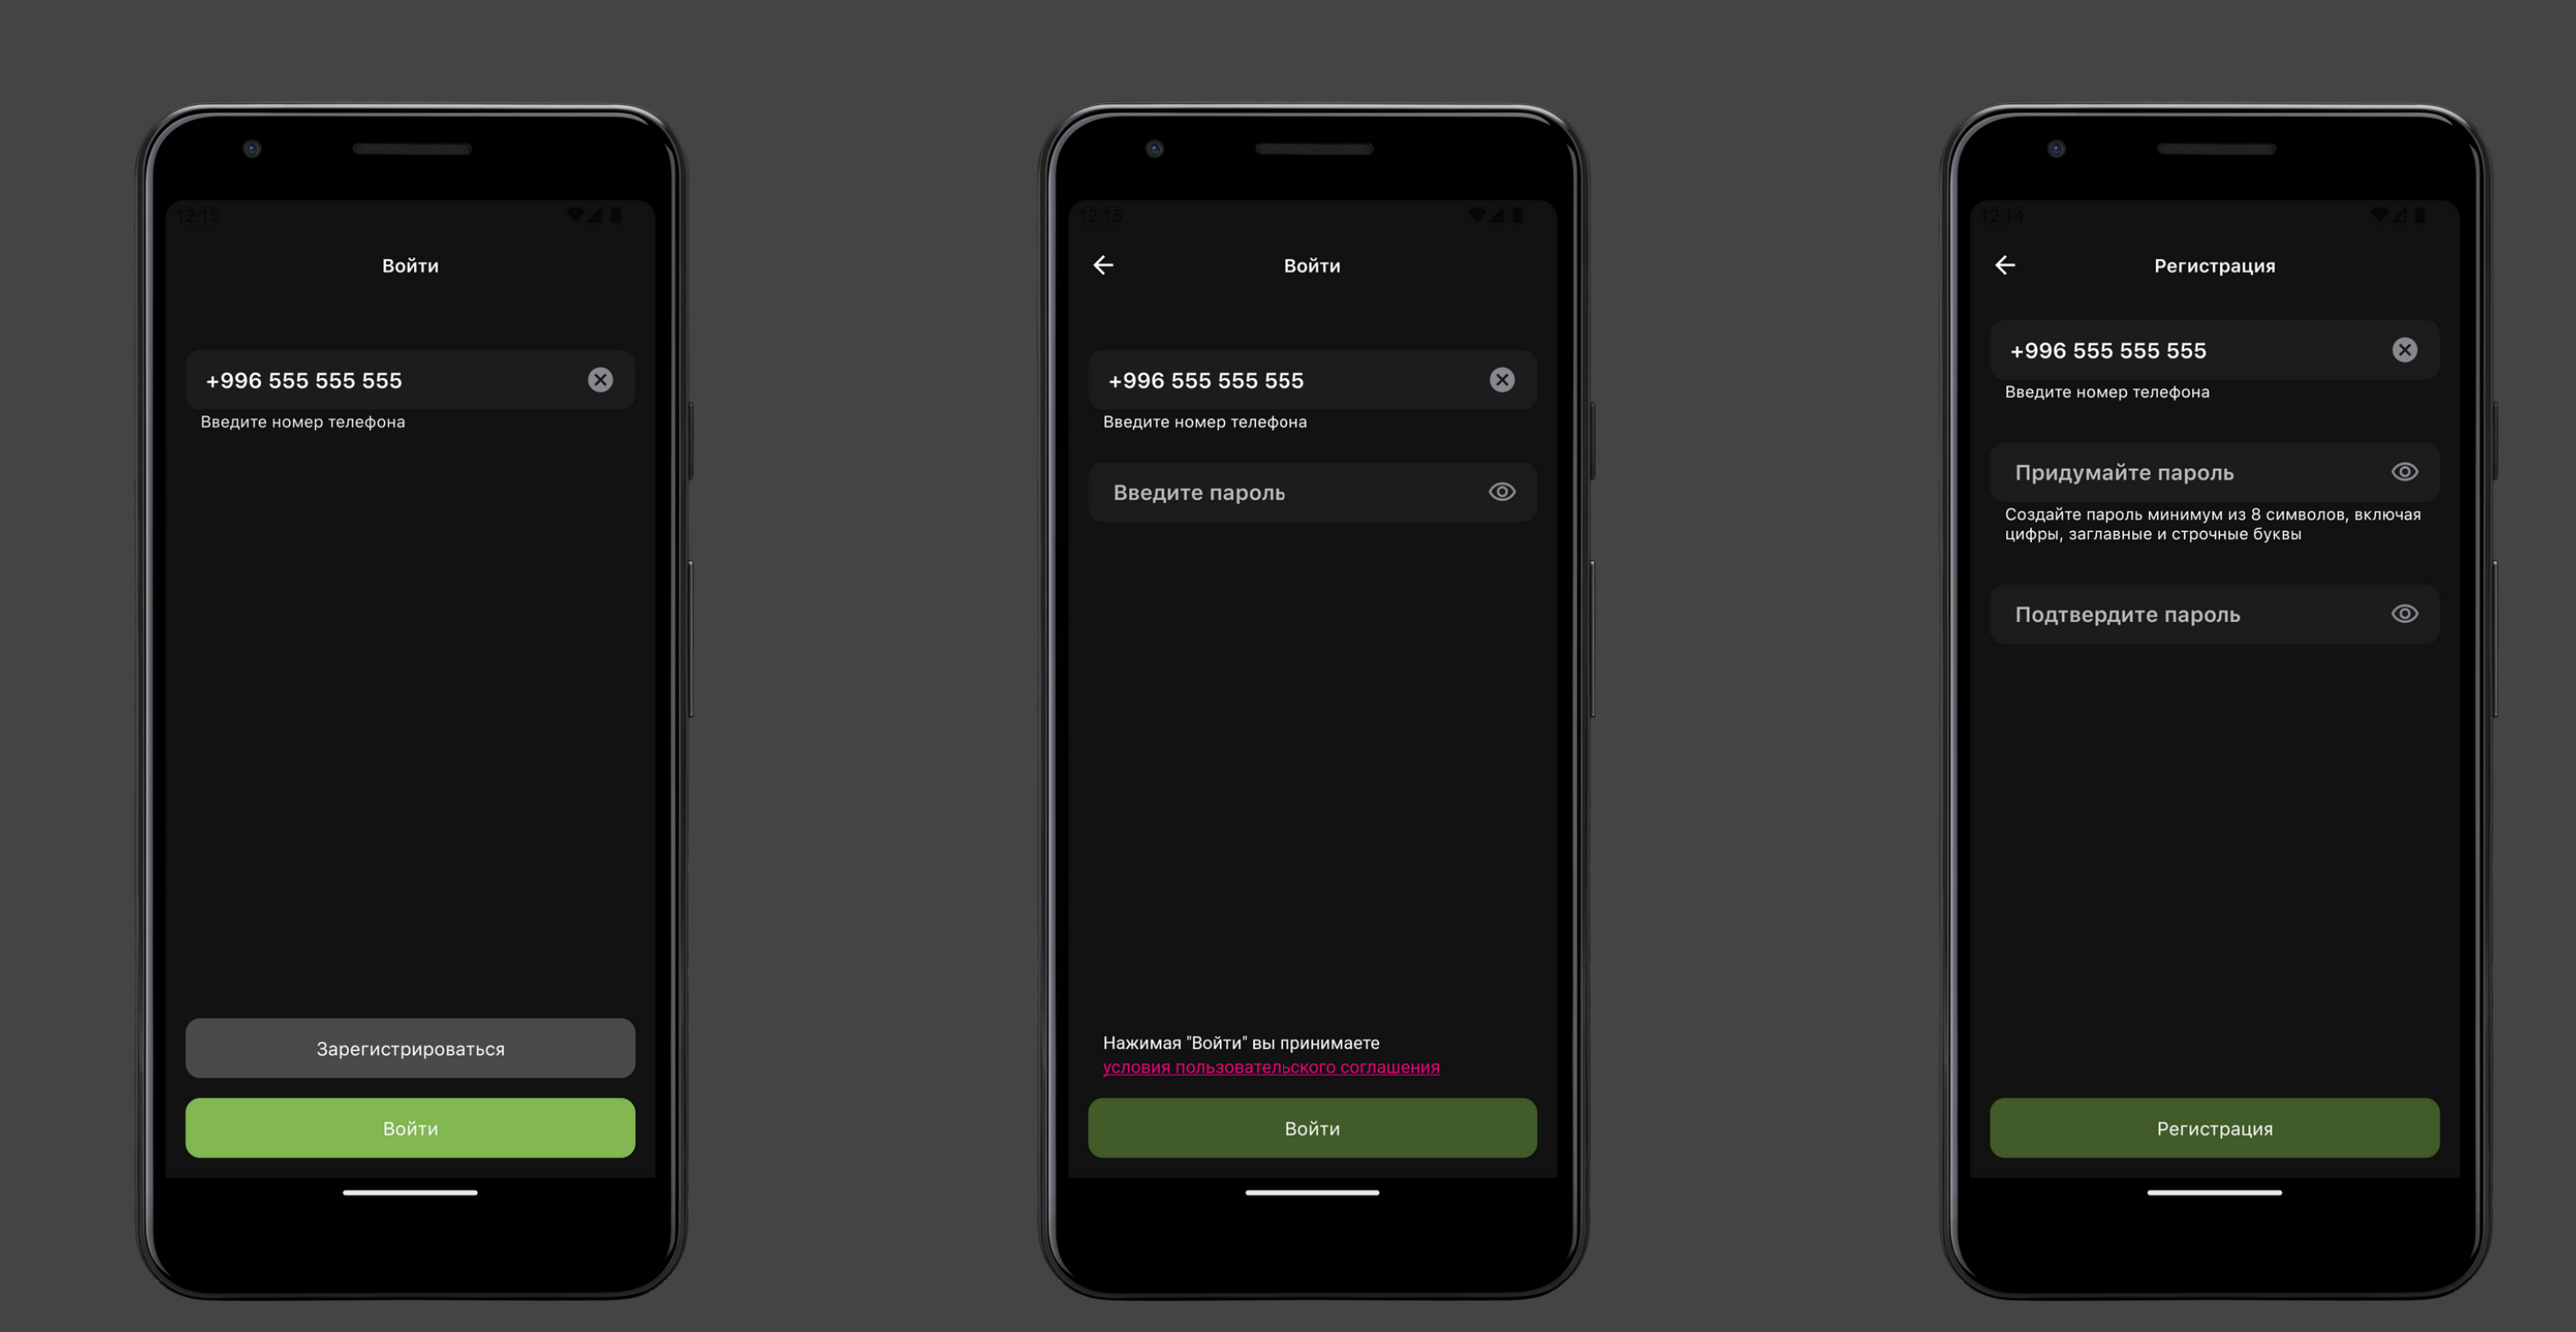 12:15
Войти
+996 555 555 555
Введите номер телефона
Зарегистрироваться
Войти
12:15
Войти
+996 555 555 555
Введите номер телефона
Введите пароль
Нажимая "Войти" вы принимаете
условия пользовательского соглашения
Войти
12:14
Регистрация
+996 555 555 555
Введите номер телефона
Придумайте пароль
Создайте пароль минимум из 8 символов, включая
цифры, заглавные и строчные буквы
Подтвердите пароль
Регистрация